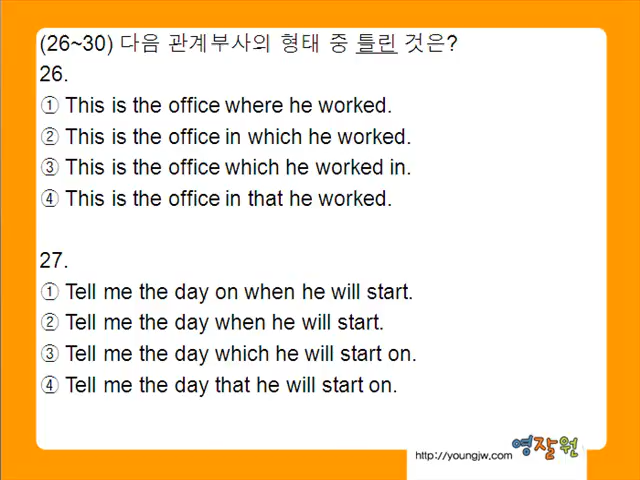 (26~30) 다음 관계부사의 형태 중 틀린 것은?
26.
① This is the office where he worked.
② This is the office in which he worked.
③ This is the office which he worked in.
④ This is the office in that he worked.
27.
① Tell me the day on when he will start.
② Tell me the day when he will start.
③ Tell me the day which he will start on.
④ Tell me the day that he will start on.
영잘원
http://youngjw.com